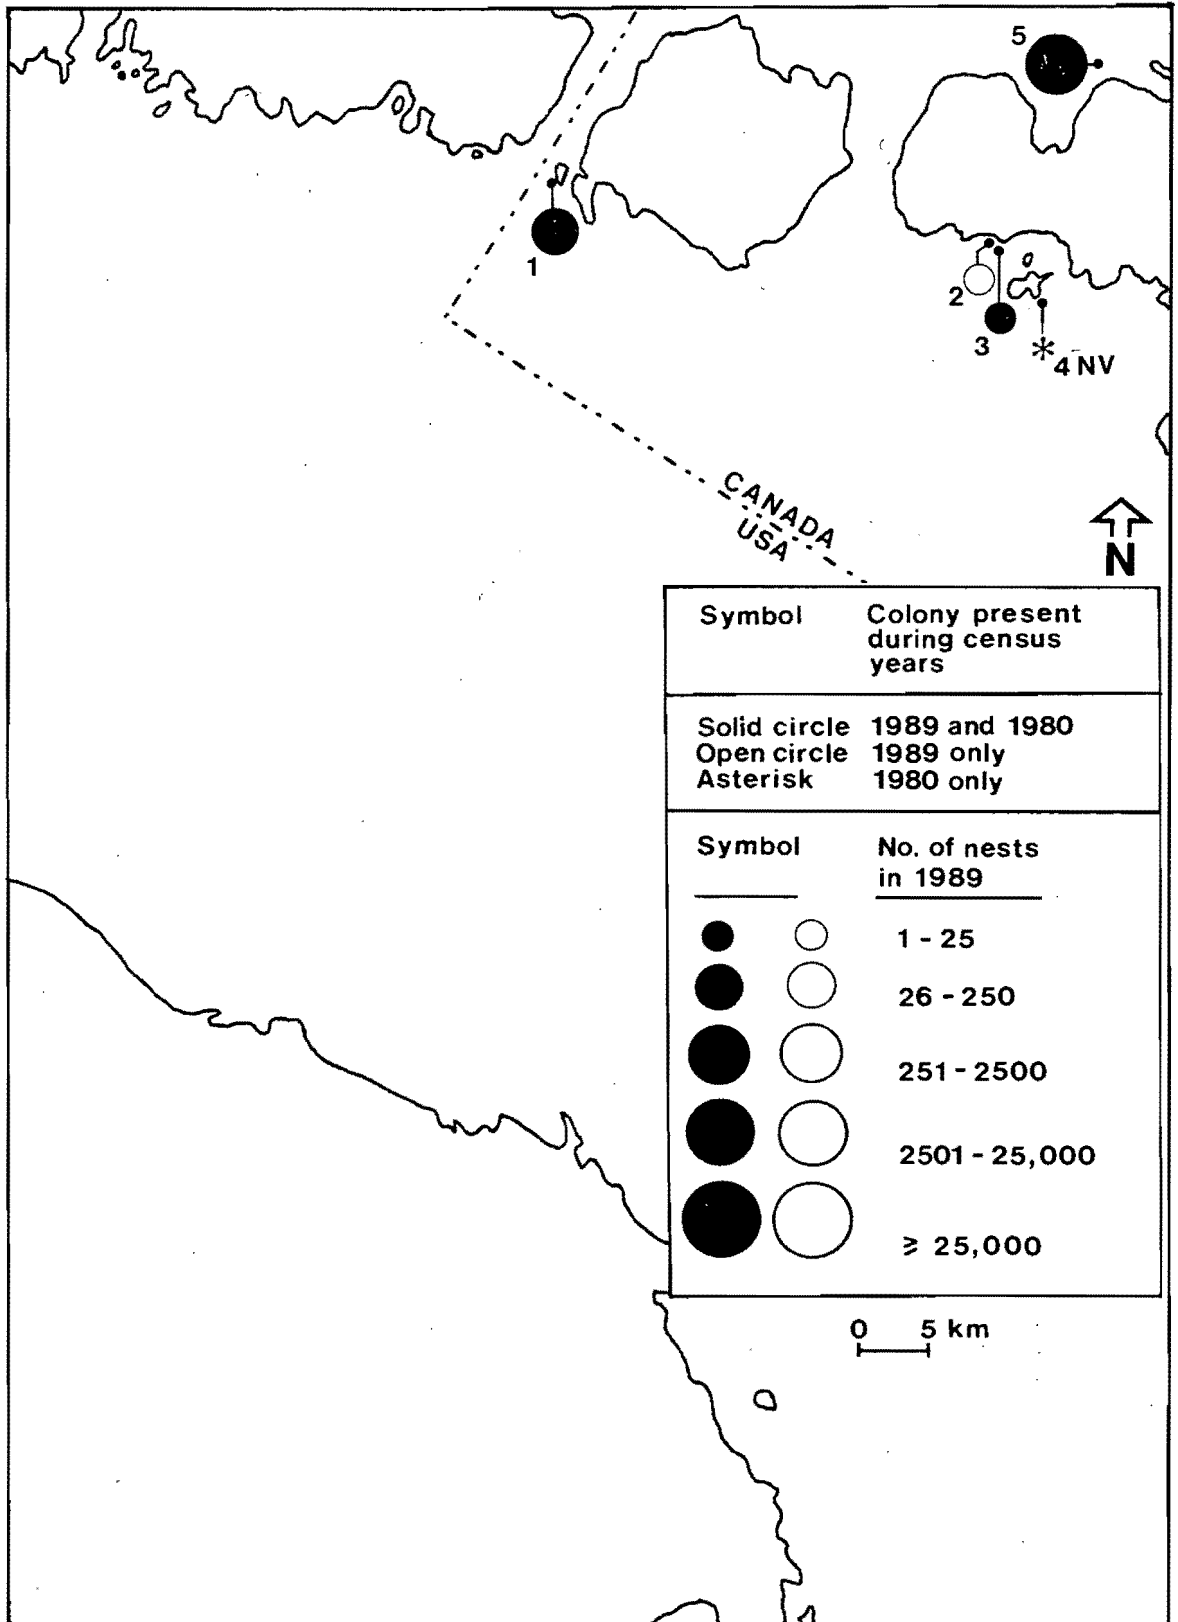 5
1
2
3
4 NV
CANADA
USA
N
Symbol Colony present
during census
years
Solid circle 1989 and 1980
Open circle 1989 only
Asterisk 1980 only
Symbol No. of nests
in 1989
1 - 25
26 - 250
251 - 2500
2501 - 25,000
≥ 25,000
0 5 km